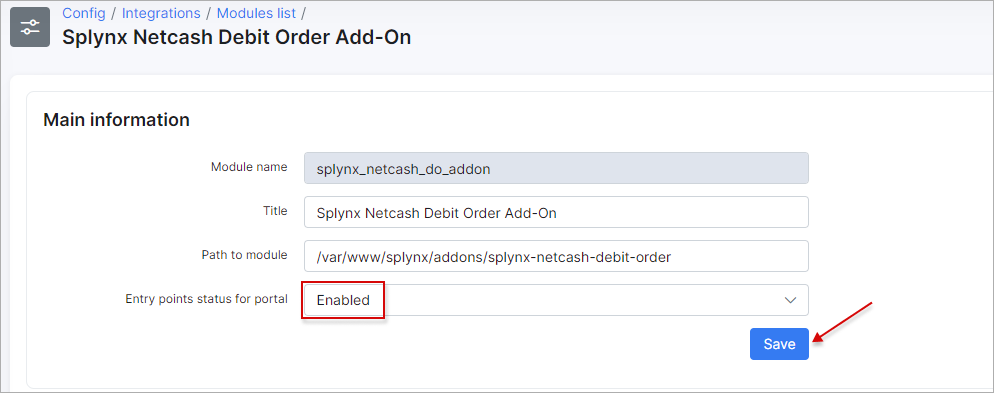 Config / Integrations / Modules list /
Splynx Netcash Debit Order Add-On
Main information
Module name splynx_netcash_do_addon
Title Splynx Netcash Debit Order Add-On
Path to module /var/www/splynx/addons/splynx-netcash-debit-order
Entry points status for portal Enabled
Save